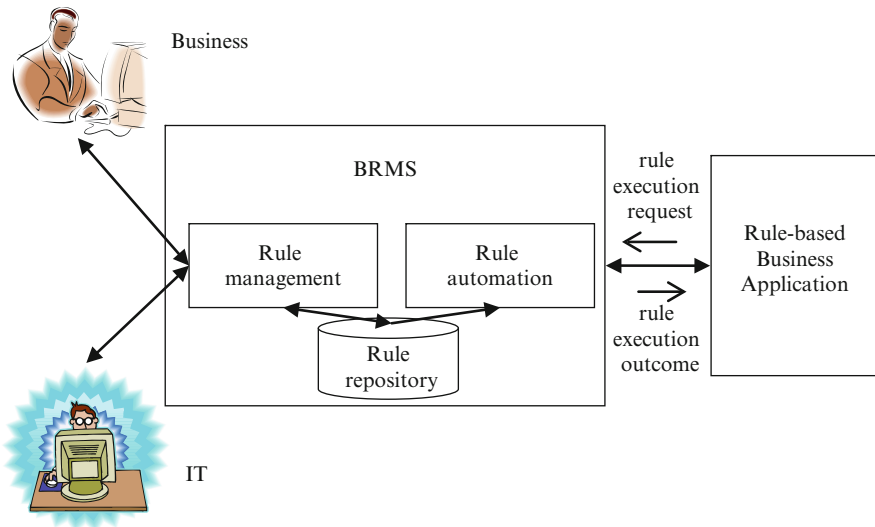 Business
BRMS
Rule
management
Rule
automation
Rule
repository
rule
execution
request
rule
execution
outcome
Rule-based
Business
Application
IT